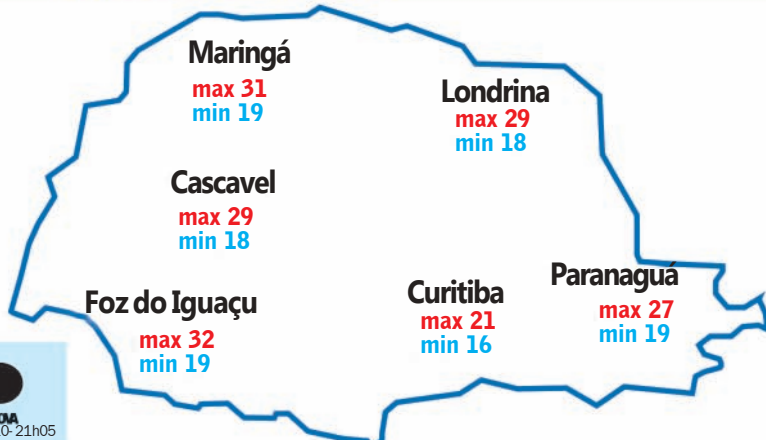 Maringá
max 31
min 19
Londrina
max 29
min 18
Cascavel
max 29
min 18
Foz do Iguaçu
max 32
min 19
Curitiba
max 21
min 16
Paranaguá
max 27
min 19
21h05